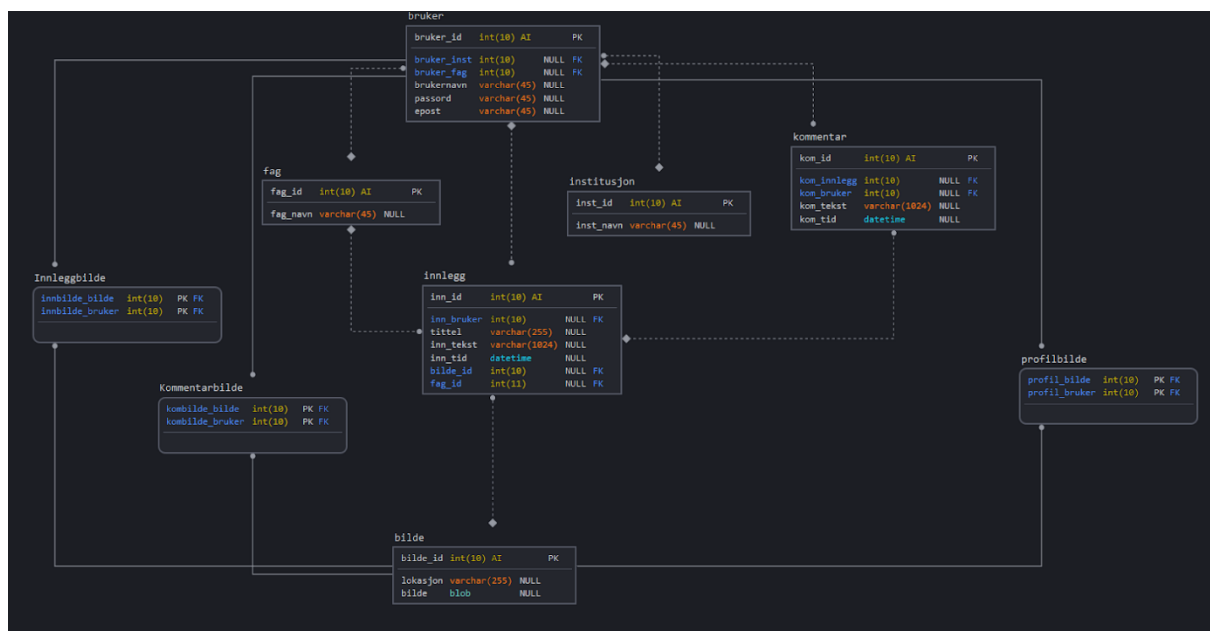 bruker
bruker_id int(10) AI PK
bruker_inst int(10) NULL FK
bruker_fag int(10) NULL FK
brukernavn varchar(45) NULL
passord varchar(45) NULL
epost varchar(45) NULL
kommentar
kom_id int(10) AI PK
kom_innlegg int(10) NULL FK
kom_bruker int(10) NULL FK
kom_tekst varchar(1024) NULL
kom_tid datetime NULL
fag
fag_id int(10) AI PK
fag_navn varchar(45) NULL
institusjon
inst_id int(10) AI PK
inst_navn varchar(45) NULL
Innleggbilde
innbilde_bilde int(10) PK FK
innbilde_bruker int(10) PK FK
innlegg
inn_id int(10) AI PK
inn_bruker int(10) NULL FK
tittel varchar(255) NULL
inn_tekst varchar(1024) NULL
inn_tid datetime NULL
bilde_id int(10) NULL FK
fag_id int(11) NULL FK
profilbilde
profil_bilde int(10) PK FK
profil_bruker int(10) PK FK
Kommentarbilde
kombilde_bilde int(10) PK FK
kombilde_bruker int(10) PK FK
bilde
bilde_id int(10) AI PK
lokasjon varchar(255) NULL
bilde blob NULL